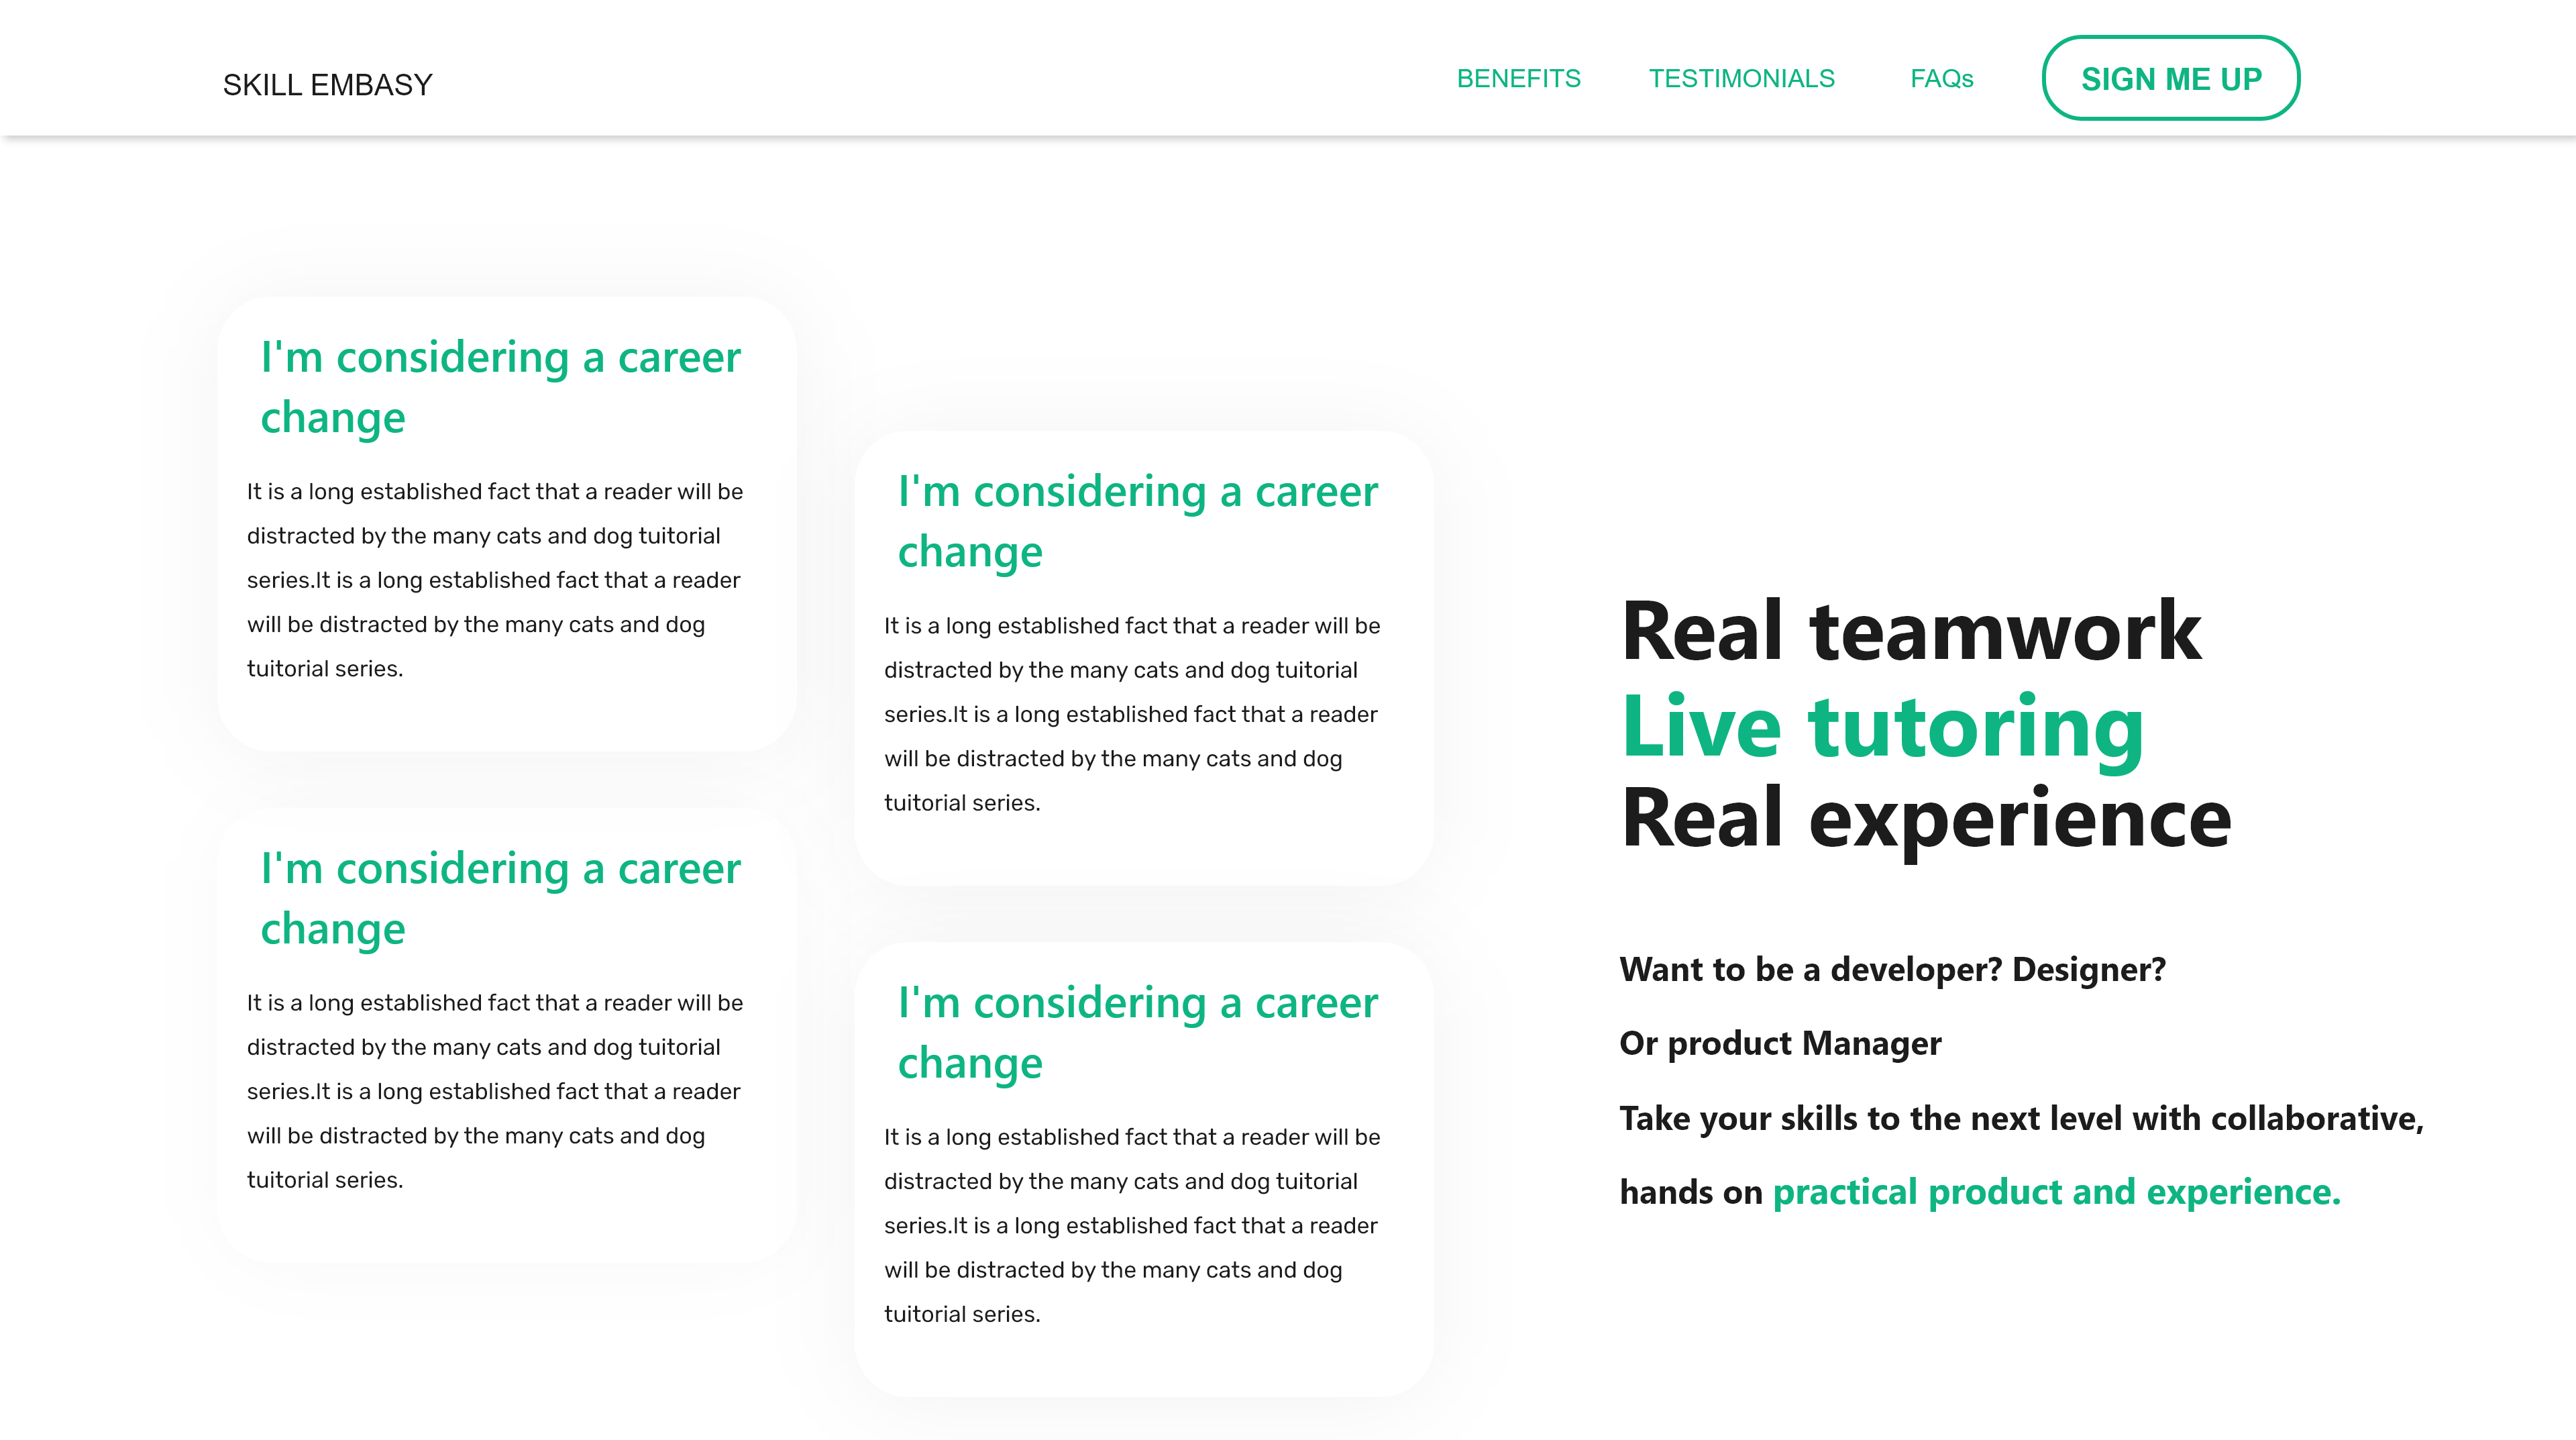 SKILL EMBASY
BENEFITS
TESTIMONIALS
FAQs
SIGN ME UP
I'm considering a career
change
It is a long established fact that a reader will be
distracted by the many cats and dog tuitorial
series.It is a long established fact that a reader
will be distracted by the many cats and dog
tuitorial series.
I'm considering a career
change
It is a long established fact that a reader will be
distracted by the many cats and dog tuitorial
series.It is a long established fact that a reader
will be distracted by the many cats and dog
tuitorial series.
I'm considering a career
change
It is a long established fact that a reader will be
distracted by the many cats and dog tuitorial
series.It is a long established fact that a reader
will be distracted by the many cats and dog
tuitorial series.
I'm considering a career
change
It is a long established fact that a reader will be
distracted by the many cats and dog tuitorial
series.It is a long established fact that a reader
will be distracted by the many cats and dog
tuitorial series.
Real teamwork
Live tutoring
Real experience
Want to be a developer? Designer?
Or product Manager
Take your skills to the next level with collaborative,
hands on practical product and experience.